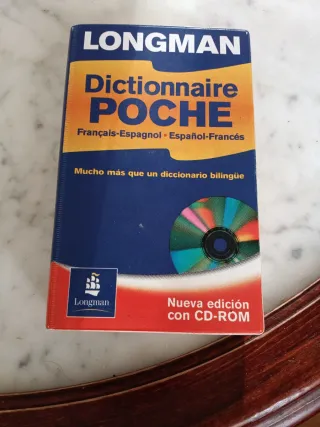 LONGMAN
Dictionnaire
POCHE
Français-Espagnol • Español-Francés
Mucho más que un diccionario bilingüe
Longman
Nueva edición
con CD-ROM